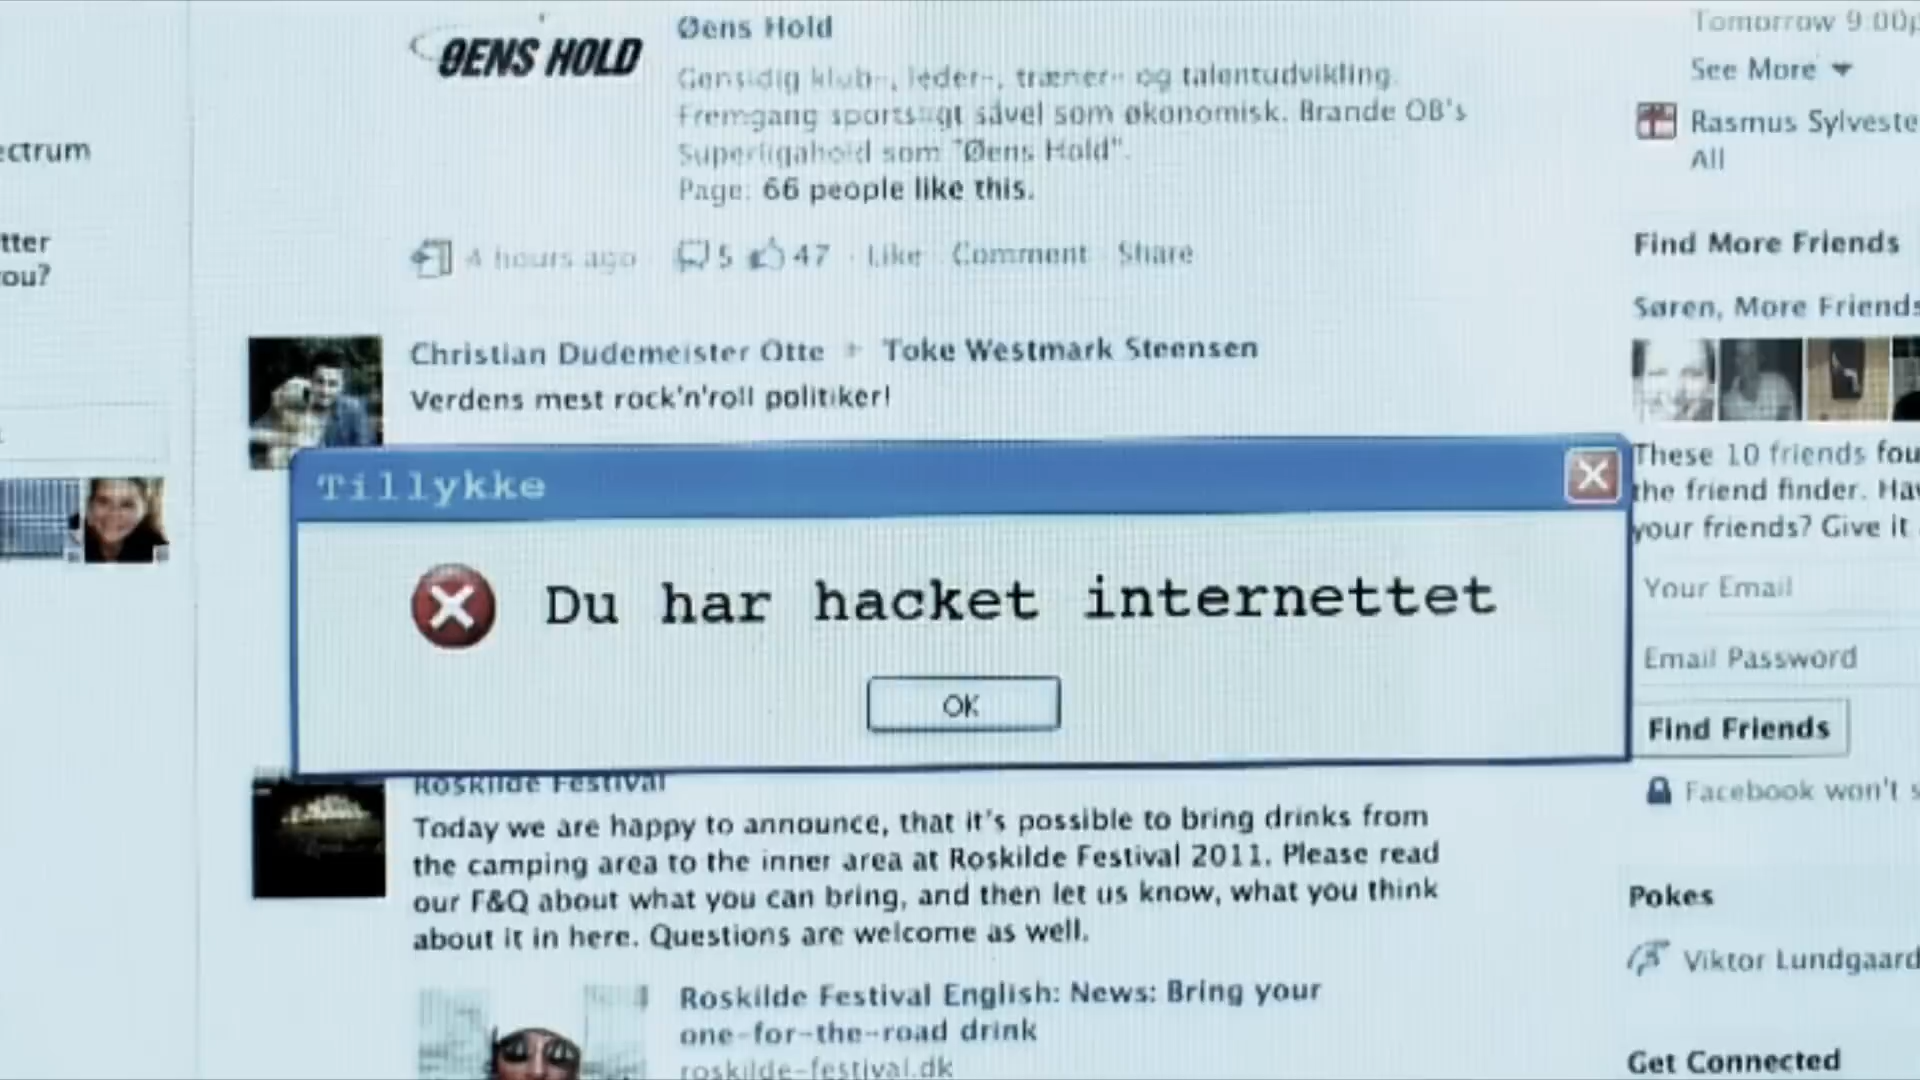 ectrum
tter
ou?
ØENS HOLD
Øens Hold
Gensidig klub-, leder-, træner- og talentudvikling.
Fremgang sportsligt såvel som økonomisk. Brande OB's
Superligahold som "Øens Hold".
Page: 66 people like this.
4 hours ago 5 47 · Like · Comment · Share
Christian Dudemeister Otte Toke Westmark Steensen
Verdens mest rock'n'roll politiker!
Tillykke
Du har hacket internettet
OK
Roskilde Festival
Today we are happy to announce, that it's possible to bring drinks from
the camping area to the inner area at Roskilde Festival 2011. Please read
our F&Q about what you can bring, and then let us know, what you think
about it in here. Questions are welcome as well.
Roskilde Festival English: News: Bring your
one-for-the-road drink
roskilde-festival.dk
Tomorrow 9:00p
See More
Rasmus Sylveste
All
Find More Friends
Søren, More Friends
These 10 friends fou
the friend finder. Hav
your friends? Give it
Your Email
Email Password
Find Friends
Facebook won't s
Pokes
Viktor Lundgaard
Get Connected